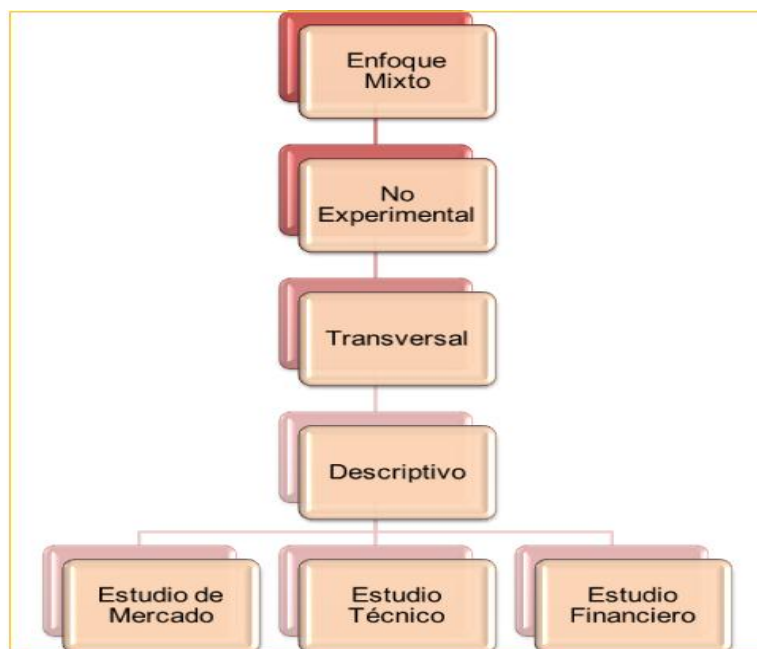 Enfoque
Mixto
No
Experimental
Transversal
Descriptivo
Estudio de
Mercado
Estudio
Técnico
Estudio
Financiero